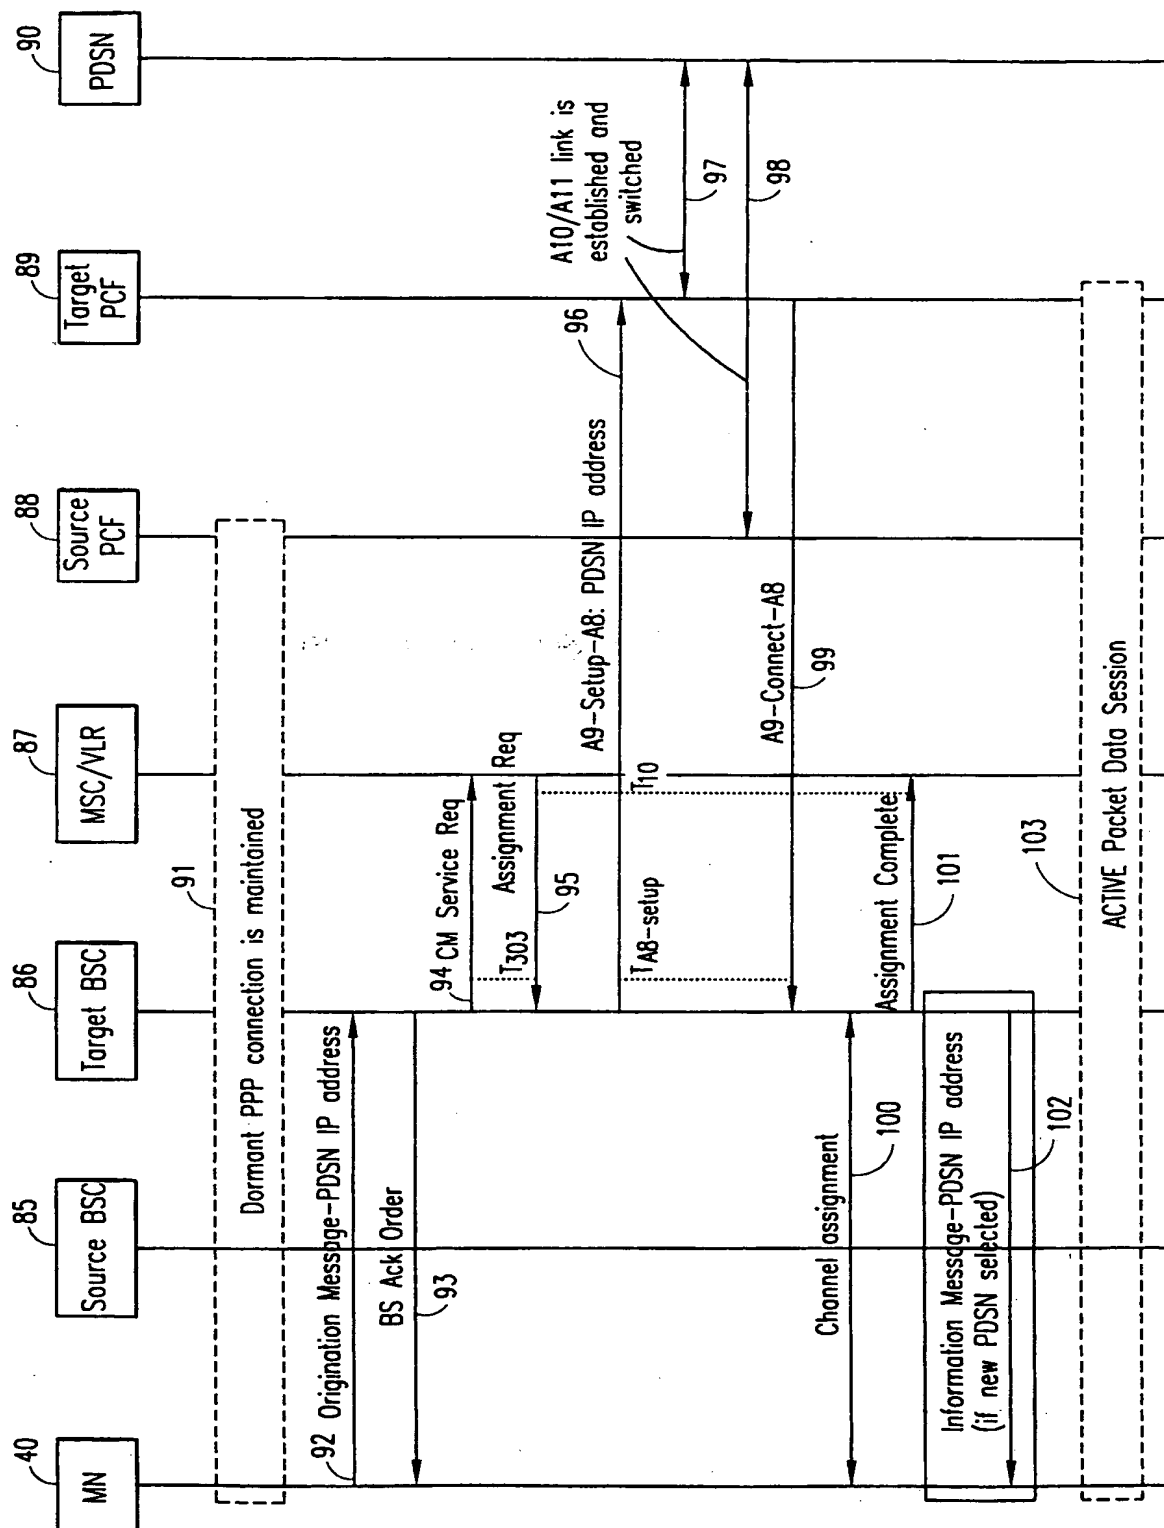 40
MN
85
Source BSC
86
Target BSC
87
MSC/VLR
88
Source
PCF
89
Target
PCF
90
PDSN
91
Dormant PPP connection is maintained
92 Origination Message-PDSN IP address
BS Ack Order
93
94 CM Service Req
T303
Assignment Req
95
A9-Setup-A8: PDSN IP address
96
A10/A11 link is
established and
switched
97
98
TA8-setup
T10
A9-Connect-A8
99
Channel assignment
100
Assignment Complete
101
Information Message-PDSN IP address
(if new PDSN selected)
102
103
ACTIVE Packet Data Session